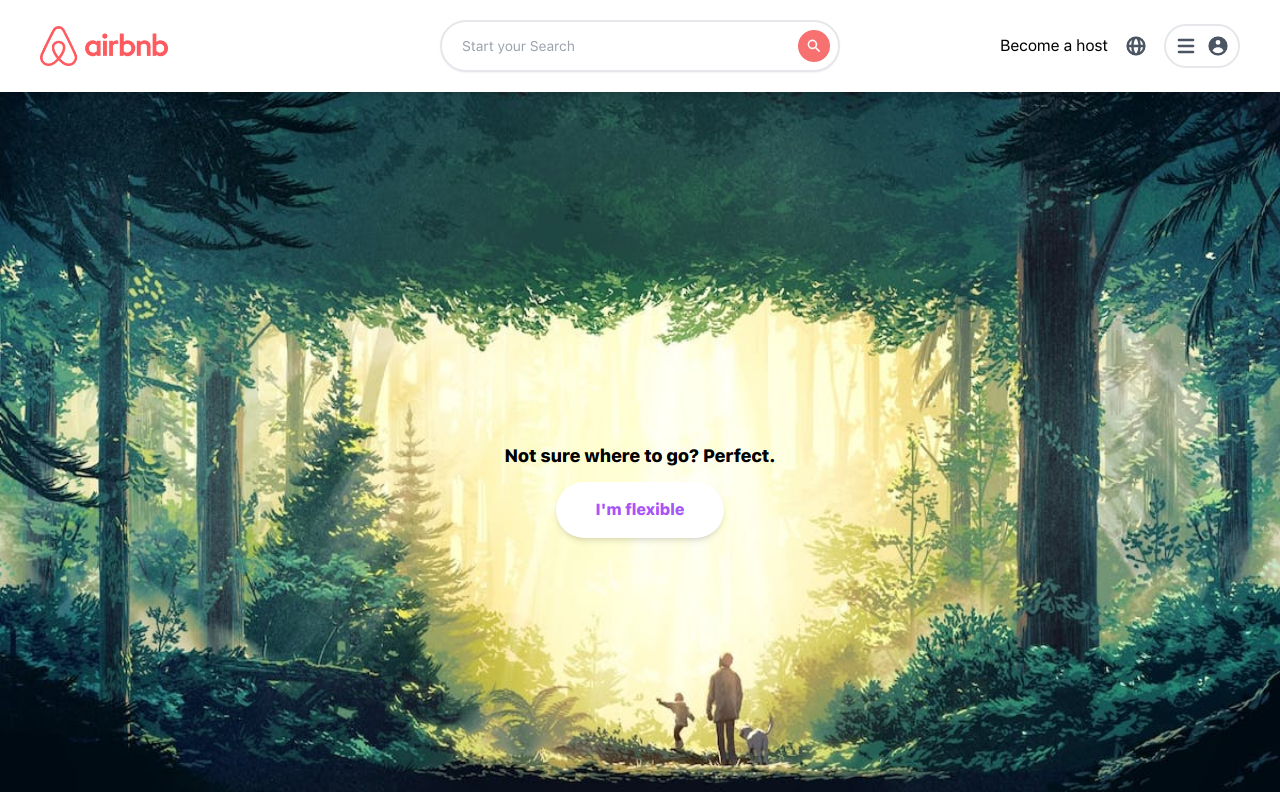 airbnb
Start your Search
Become a host
Not sure where to go? Perfect.
I'm flexible